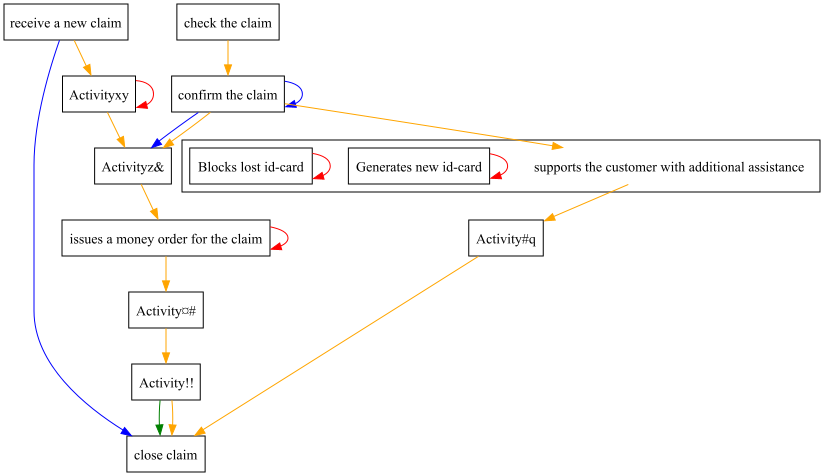 receive a new claim
check the claim
Activityxy
confirm the claim
Activityz&
Blocks lost id-card
Generates new id-card
supports the customer with additional assistance
issues a money order for the claim
Activity#q
Activity¤#
Activity!!
close claim